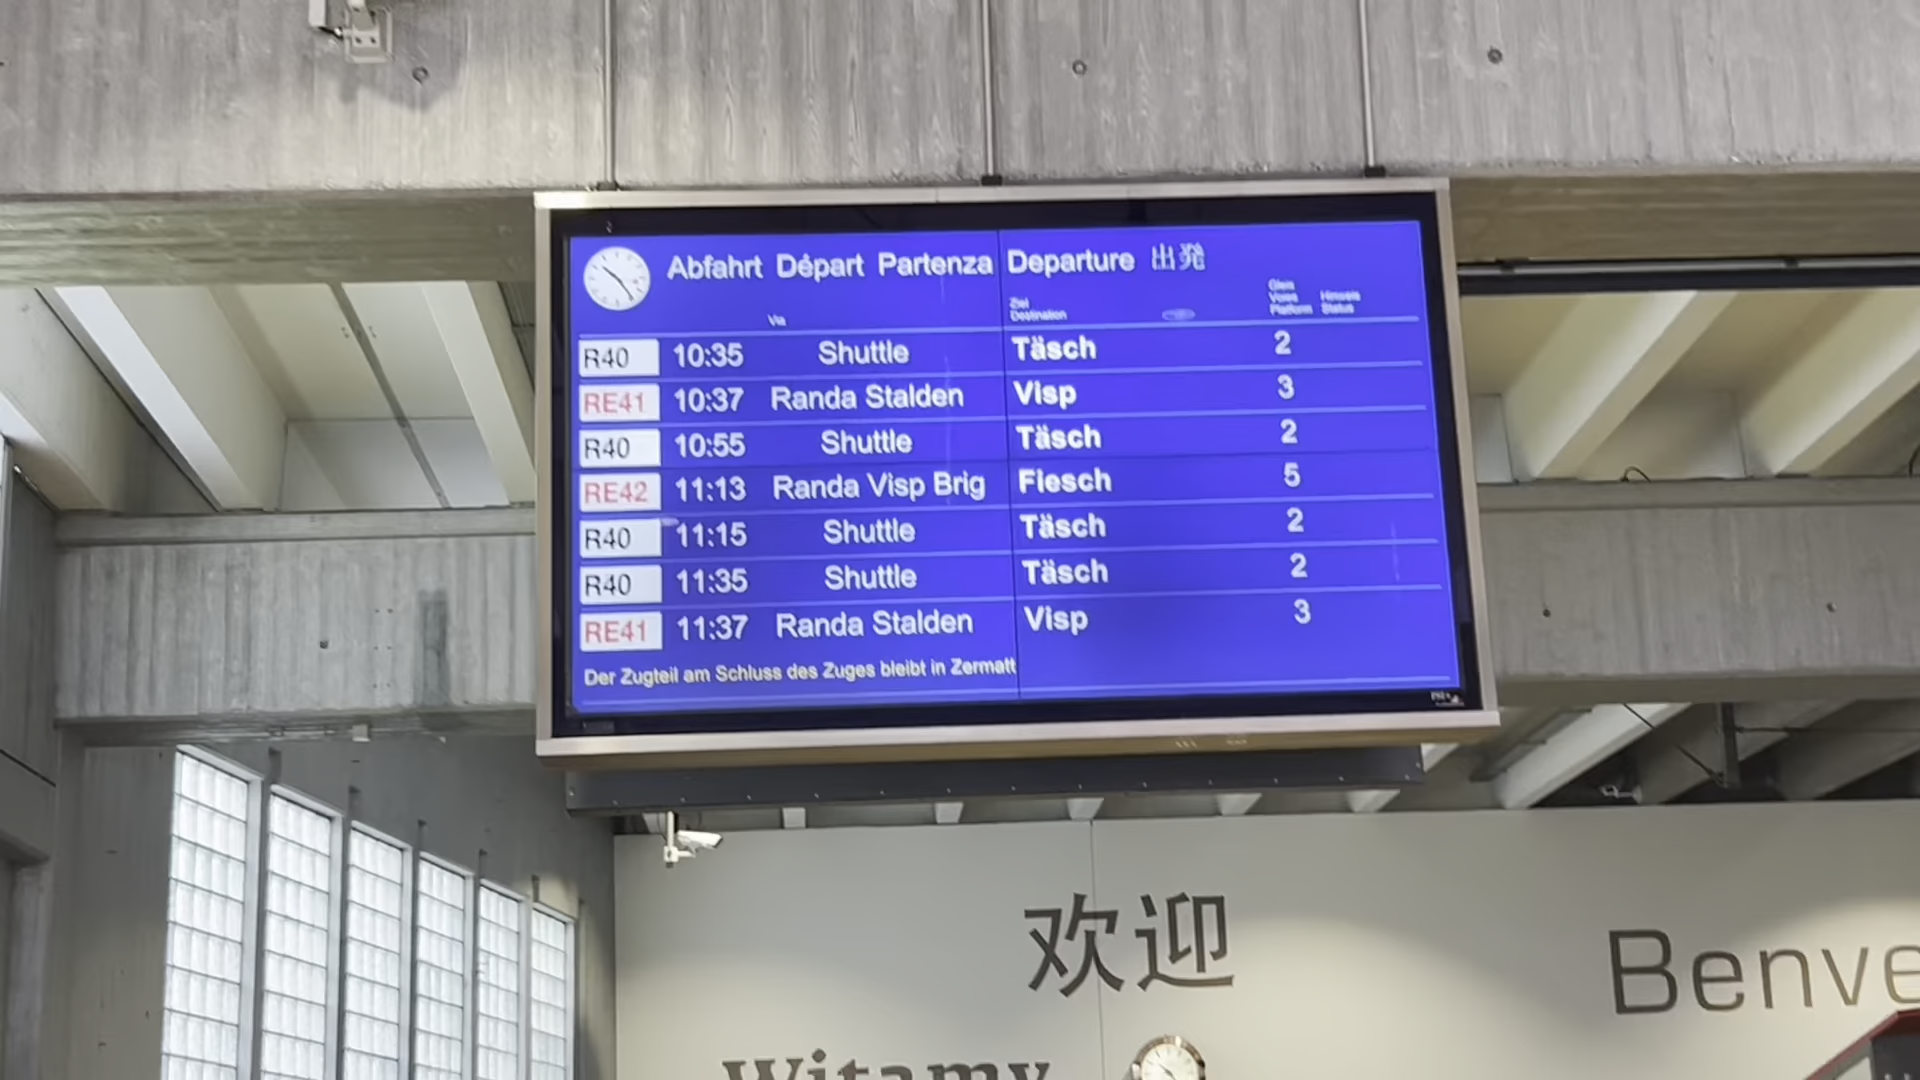 Abfahrt Départ Partenza Departure 出発
Gleis
Via Ziel Voies Hinweis
Destination Platform Status
R40 10:35 Shuttle Täsch 2
RE41 10:37 Randa Stalden Visp 3
R40 10:55 Shuttle Täsch 2
RE42 11:13 Randa Visp Brig Fiesch 5
R40 11:15 Shuttle Täsch 2
R40 11:35 Shuttle Täsch 2
RE41 11:37 Randa Stalden Visp 3
Der Zugteil am Schluss des Zuges bleibt in Zermatt
欢迎
Benve
Witamy